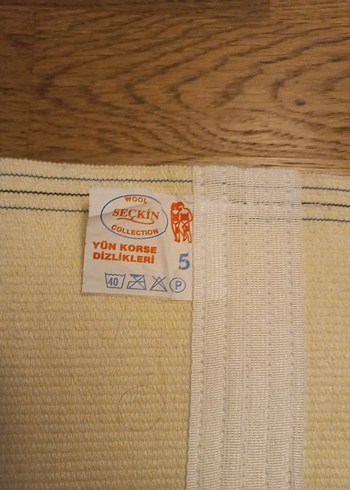 WOOL
SEÇKİN
COLLECTION
YÜN KORSE
DİZLİKLERİ
5
40
P